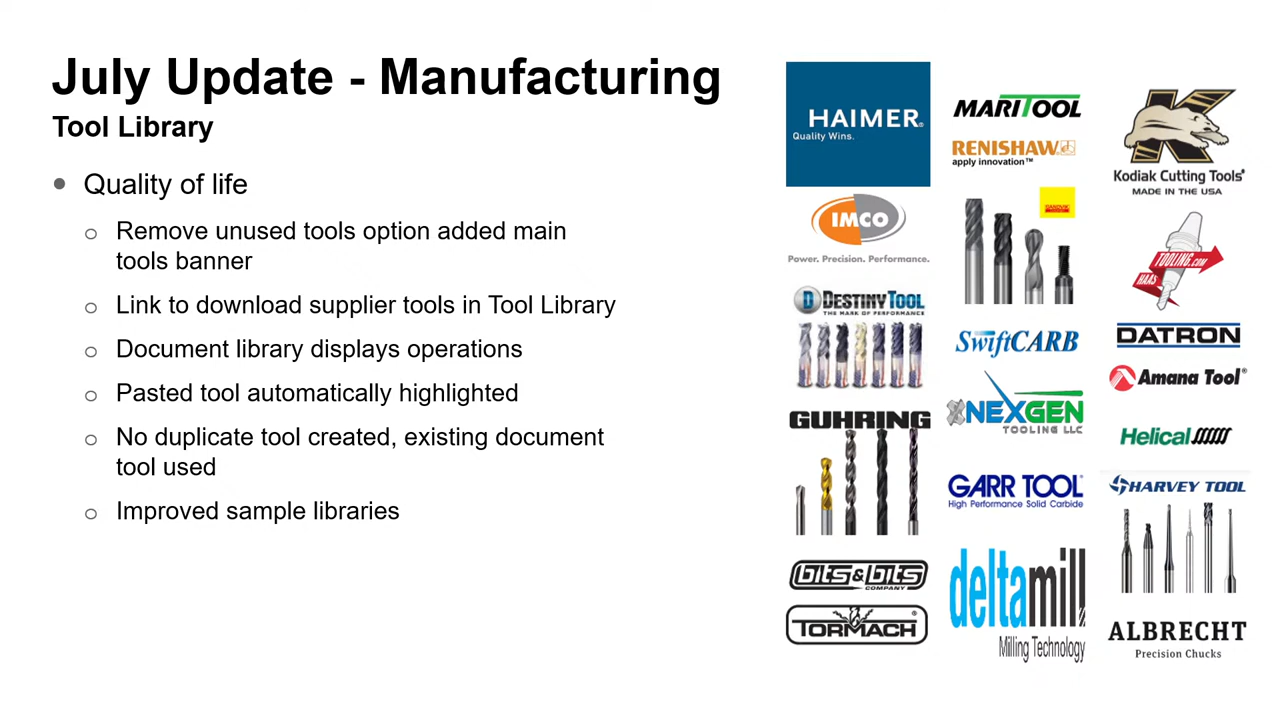 July Update - Manufacturing
Tool Library
Quality of life
Remove unused tools option added main
tools banner
Link to download supplier tools in Tool Library
Document library displays operations
Pasted tool automatically highlighted
No duplicate tool created, existing document
tool used
Improved sample libraries
HAIMER.
Quality Wins.
IMCO
Power. Precision. Performance.
DESTINY TOOL
THE MARK OF PERFORMANCE
GUHRING
bits&bits
COMPANY
TORMACH®
MARITOOL
RENISHAW
apply innovation™
SANDVIK
SwiftCARB
NEXGEN
TOOLING LLC
GARR TOOL
High Performance Solid Carbide
deltamill
Milling Technology
K
Kodiak Cutting Tools
MADE IN THE USA
TOOLING.COM
HAAS
DATRON
Amana Tool®
Helical
HARVEY TOOL
ALBRECHT
Precision Chucks